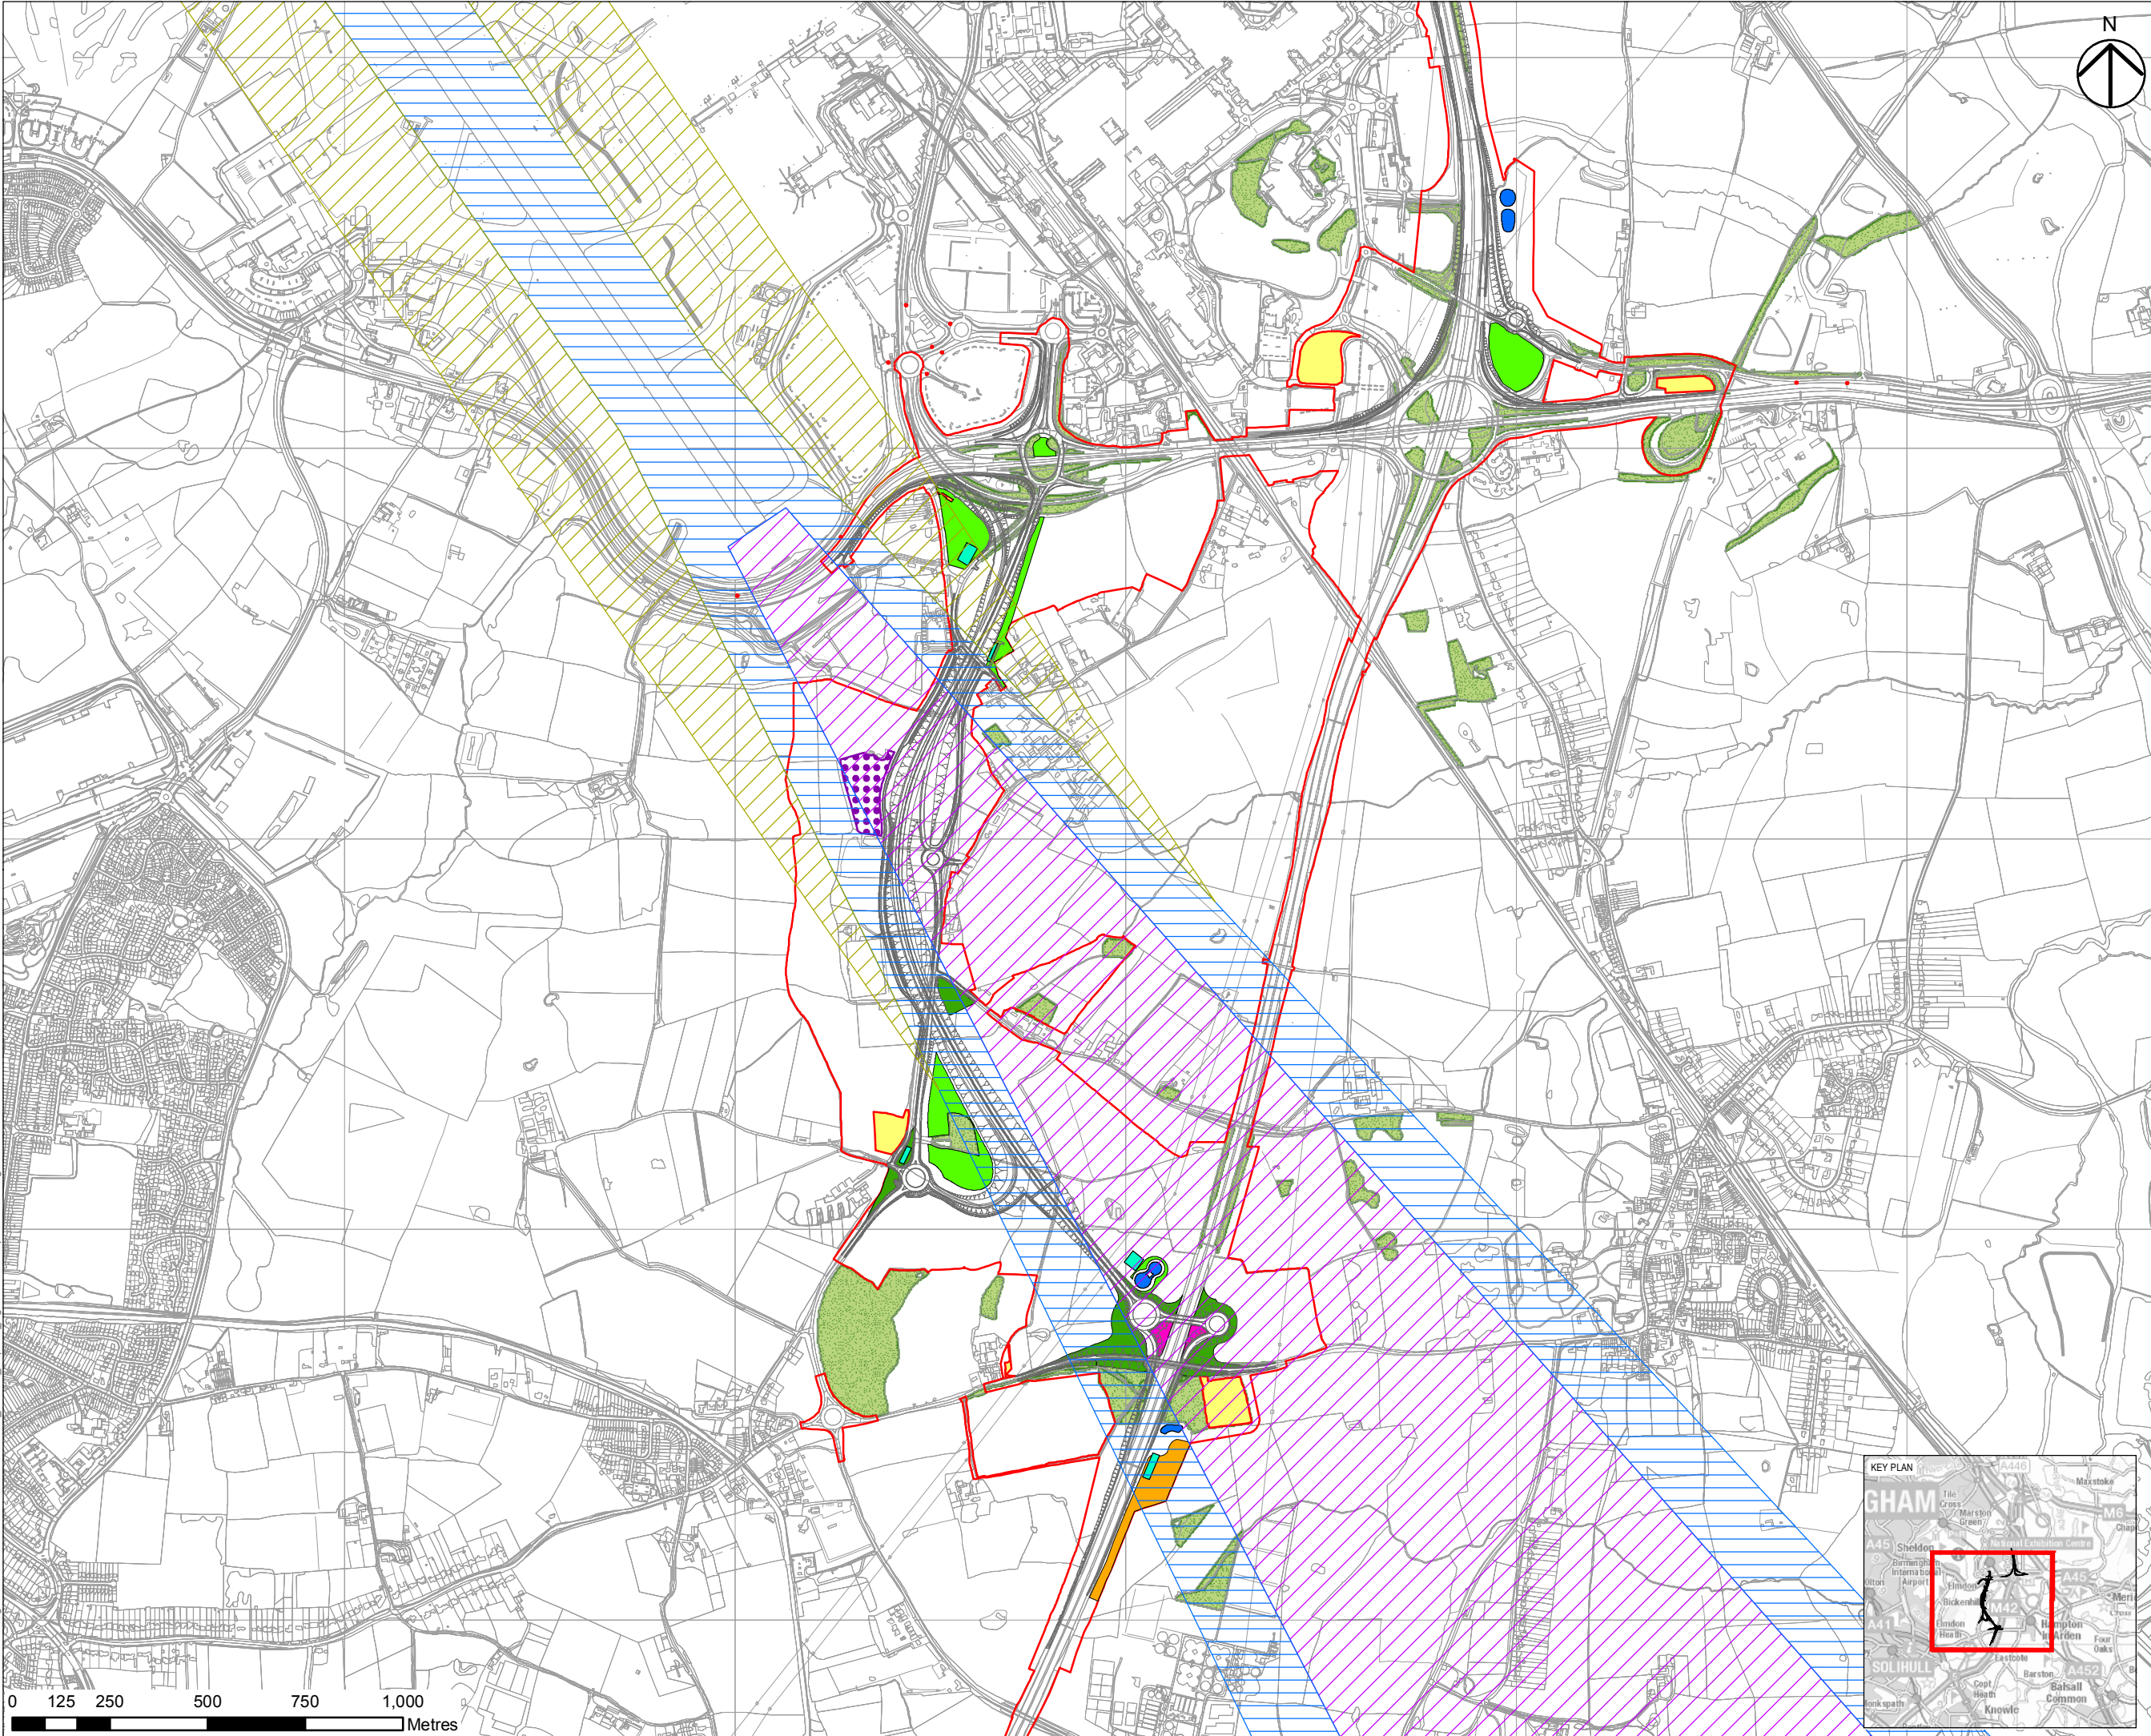 N
KEY PLAN
A446
Maxstoke
GHAM
Tile
Cross
Marston
Green
M6
A45
Sheldon
National Exhibition Centre
Birmingham
International
Airport
Elmdon
A45
Bickenhill
M42
A41
Elmdon
Heath
Hampton
in Arden
Four
Oaks
SOLIHULL
Eastcote
Barston
A452
Copt
Heath
Balsall
Common
Knowle
0 125 250 500 750 1,000
Metres